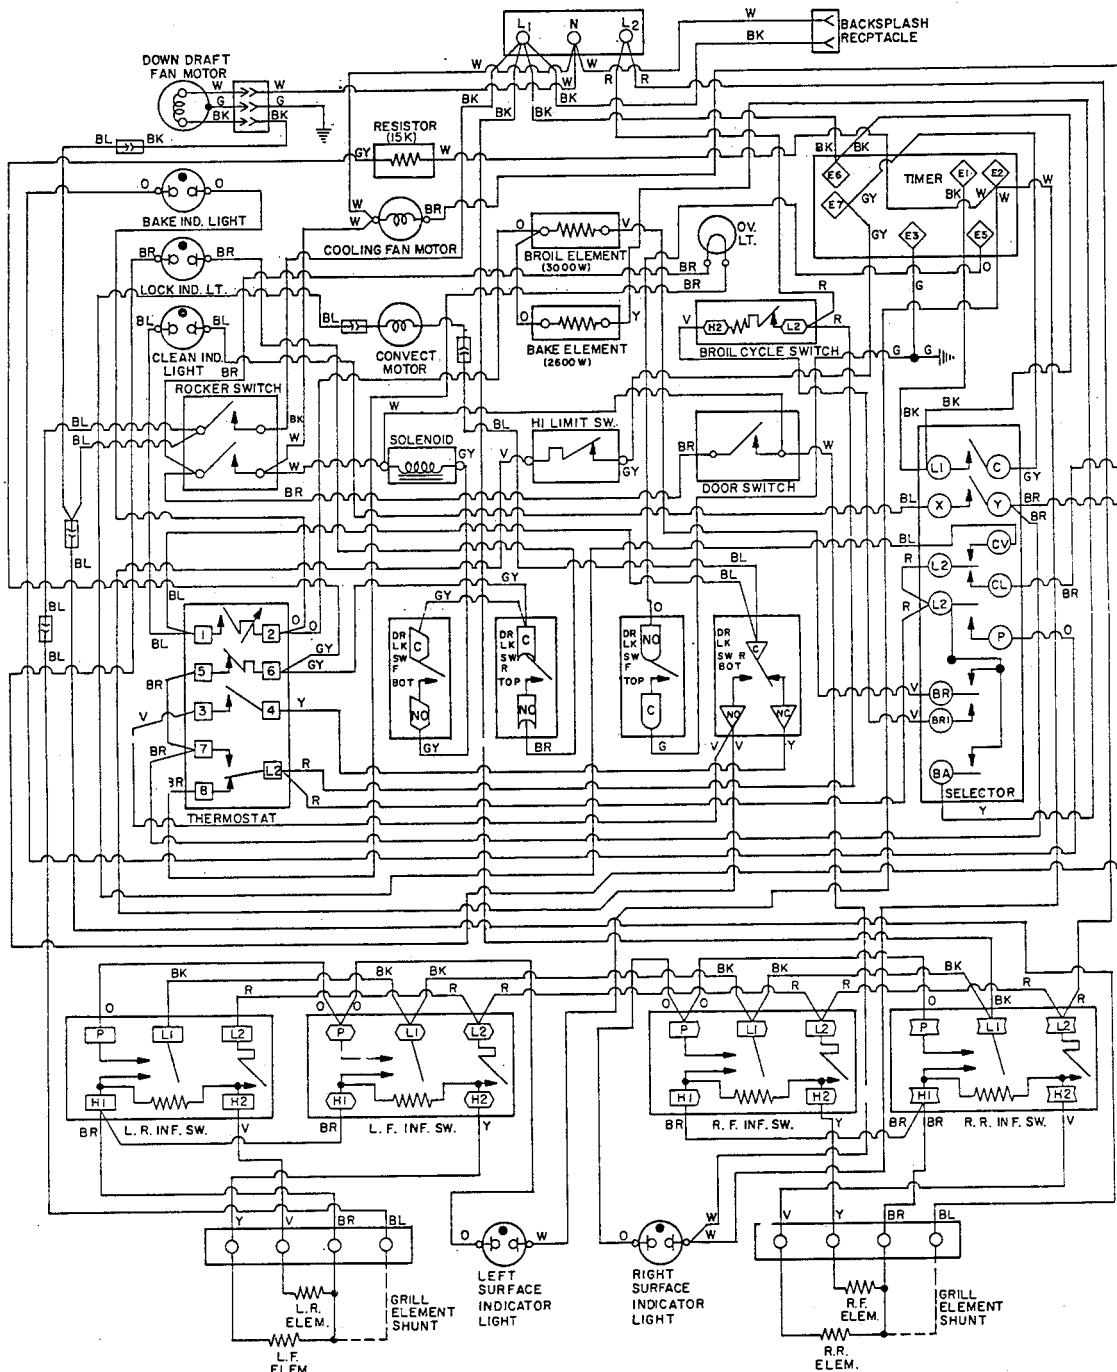 L1 N L2
W
BK
BACKSPLASH
RECPTACLE
DOWN DRAFT
FAN MOTOR
W W
G G
BK BK
BL BK
RESISTOR
(15K)
GY W
O O
BAKE IND. LIGHT
BR BR
LOCK IND. LT.
BL BL
CLEAN IND.
LIGHT
W
W
BR
COOLING FAN MOTOR
BL
CONVECT
MOTOR
O V
BROIL ELEMENT
(3000W)
O Y
BAKE ELEMENT
(2600W)
OV.
LT.
BR
BR
BK BK
TIMER
E6 E1 E2
E7 E3 E5
BK W W
GY
GY
G
O
R
V H2 L2 R
BROIL CYCLE SWITCH
G G
BR
ROCKER SWITCH
BL BK
BL W
W
SOLENOID
GY
BL
HI LIMIT SW.
V GY
W
BR
BR W
DOOR SWITCH
BK BK
L1 C
GY
BL X Y BR
BR
BL CV
R L2
CL
BR
R L2
P O
V BR
V BR1
BA
SELECTOR
Y
BL
BL
BL
BL
BL 1 2 O O
5 6 GY
GY
BR
V 3 4 Y
BR 7
BR 8 L2 R
R
THERMOSTAT
GY
DR
LK
SW
F
BOT
C
NO
GY
GY
DR
LK
SW
R
TOP
C
NO
BR
O
DR
LK
SW
F
TOP
NO
C
G
BL
BL
DR
LK
SW R
BOT
C
NO NC
V V Y
O BK R O O BK R O O BK R O BK R
P L1 L2
H1 H2
L. R. INF. SW.
P L1 L2
H1 H2
L. F. INF. SW.
P L1 L2
H1 H2
R. F. INF. SW.
P L1 L2
H1 H2
R. R. INF. SW.
BR V BR Y
BR Y BR V
Y V BR BL
L.R.
ELEM.
L.F.
ELEM.
GRILL
ELEMENT
SHUNT
O W
LEFT
SURFACE
INDICATOR
LIGHT
O W
W
RIGHT
SURFACE
INDICATOR
LIGHT
V Y BR BL
R.F.
ELEM.
R.R.
ELEM.
GRILL
ELEMENT
SHUNT